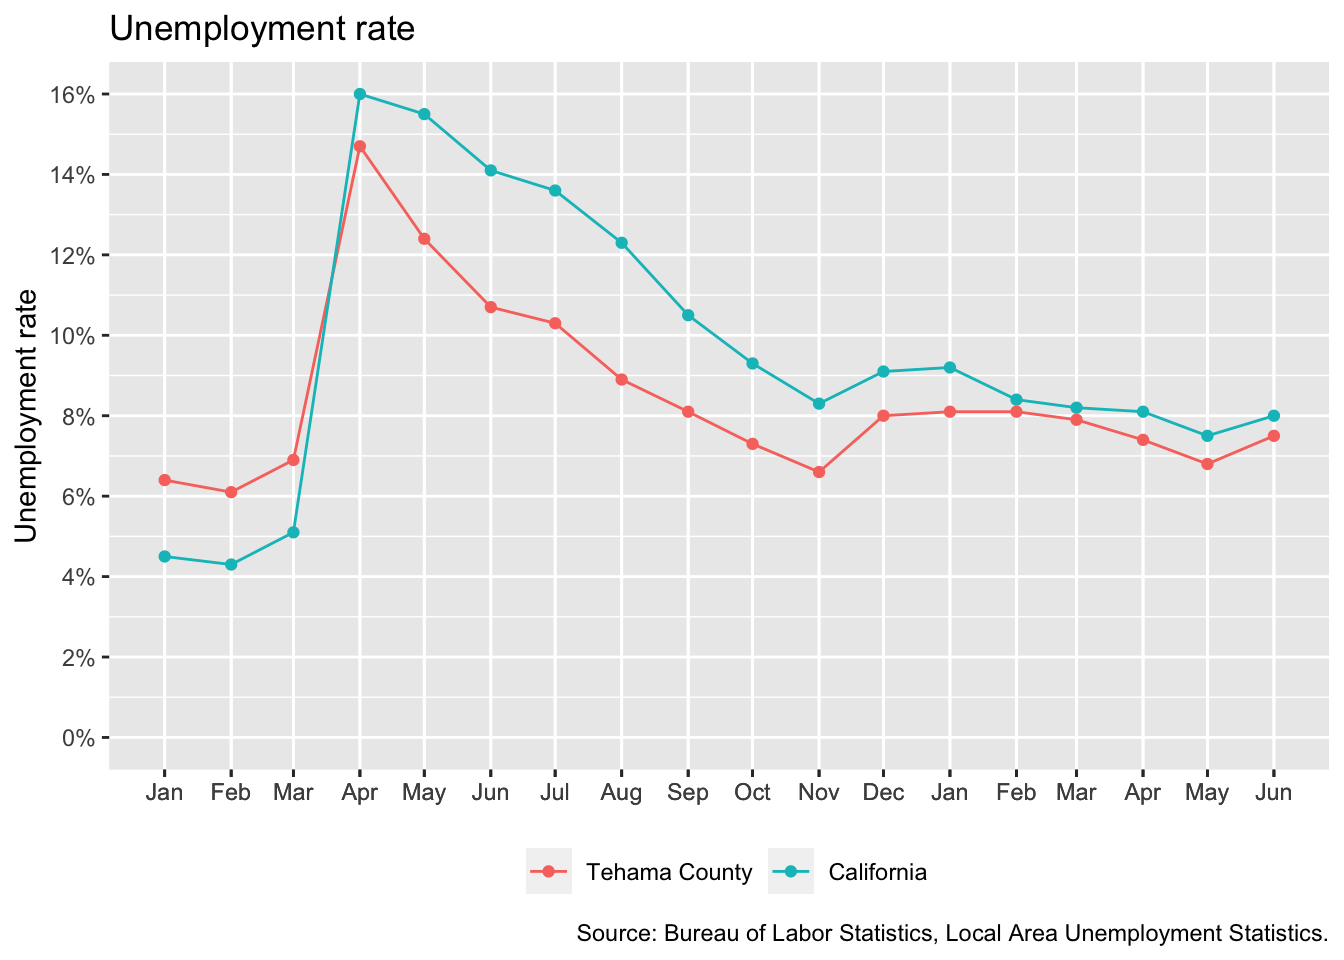 Unemployment rate
16%
14%
12%
10%
8%
6%
4%
2%
0%
Unemployment rate
Jan Feb Mar Apr May Jun Jul Aug Sep Oct Nov Dec Jan Feb Mar Apr May Jun
Tehama County California
Source: Bureau of Labor Statistics, Local Area Unemployment Statistics.